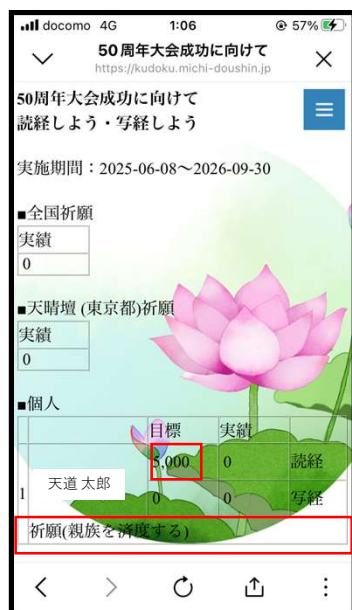 docomo 4G 1:06 57%
50周年大会成功に向けて
https://kudoku.michi-doushin.jp
50周年大会成功に向けて
読経しよう・写経しよう
実施期間：2025-06-08～2026-09-30
■全国祈願
実績
0
■天晴壇 (東京都)祈願
実績
0
■個人
目標 実績
5,000 0 読経
1 天道 太郎
0 0 写経
祈願(親族を済度する)